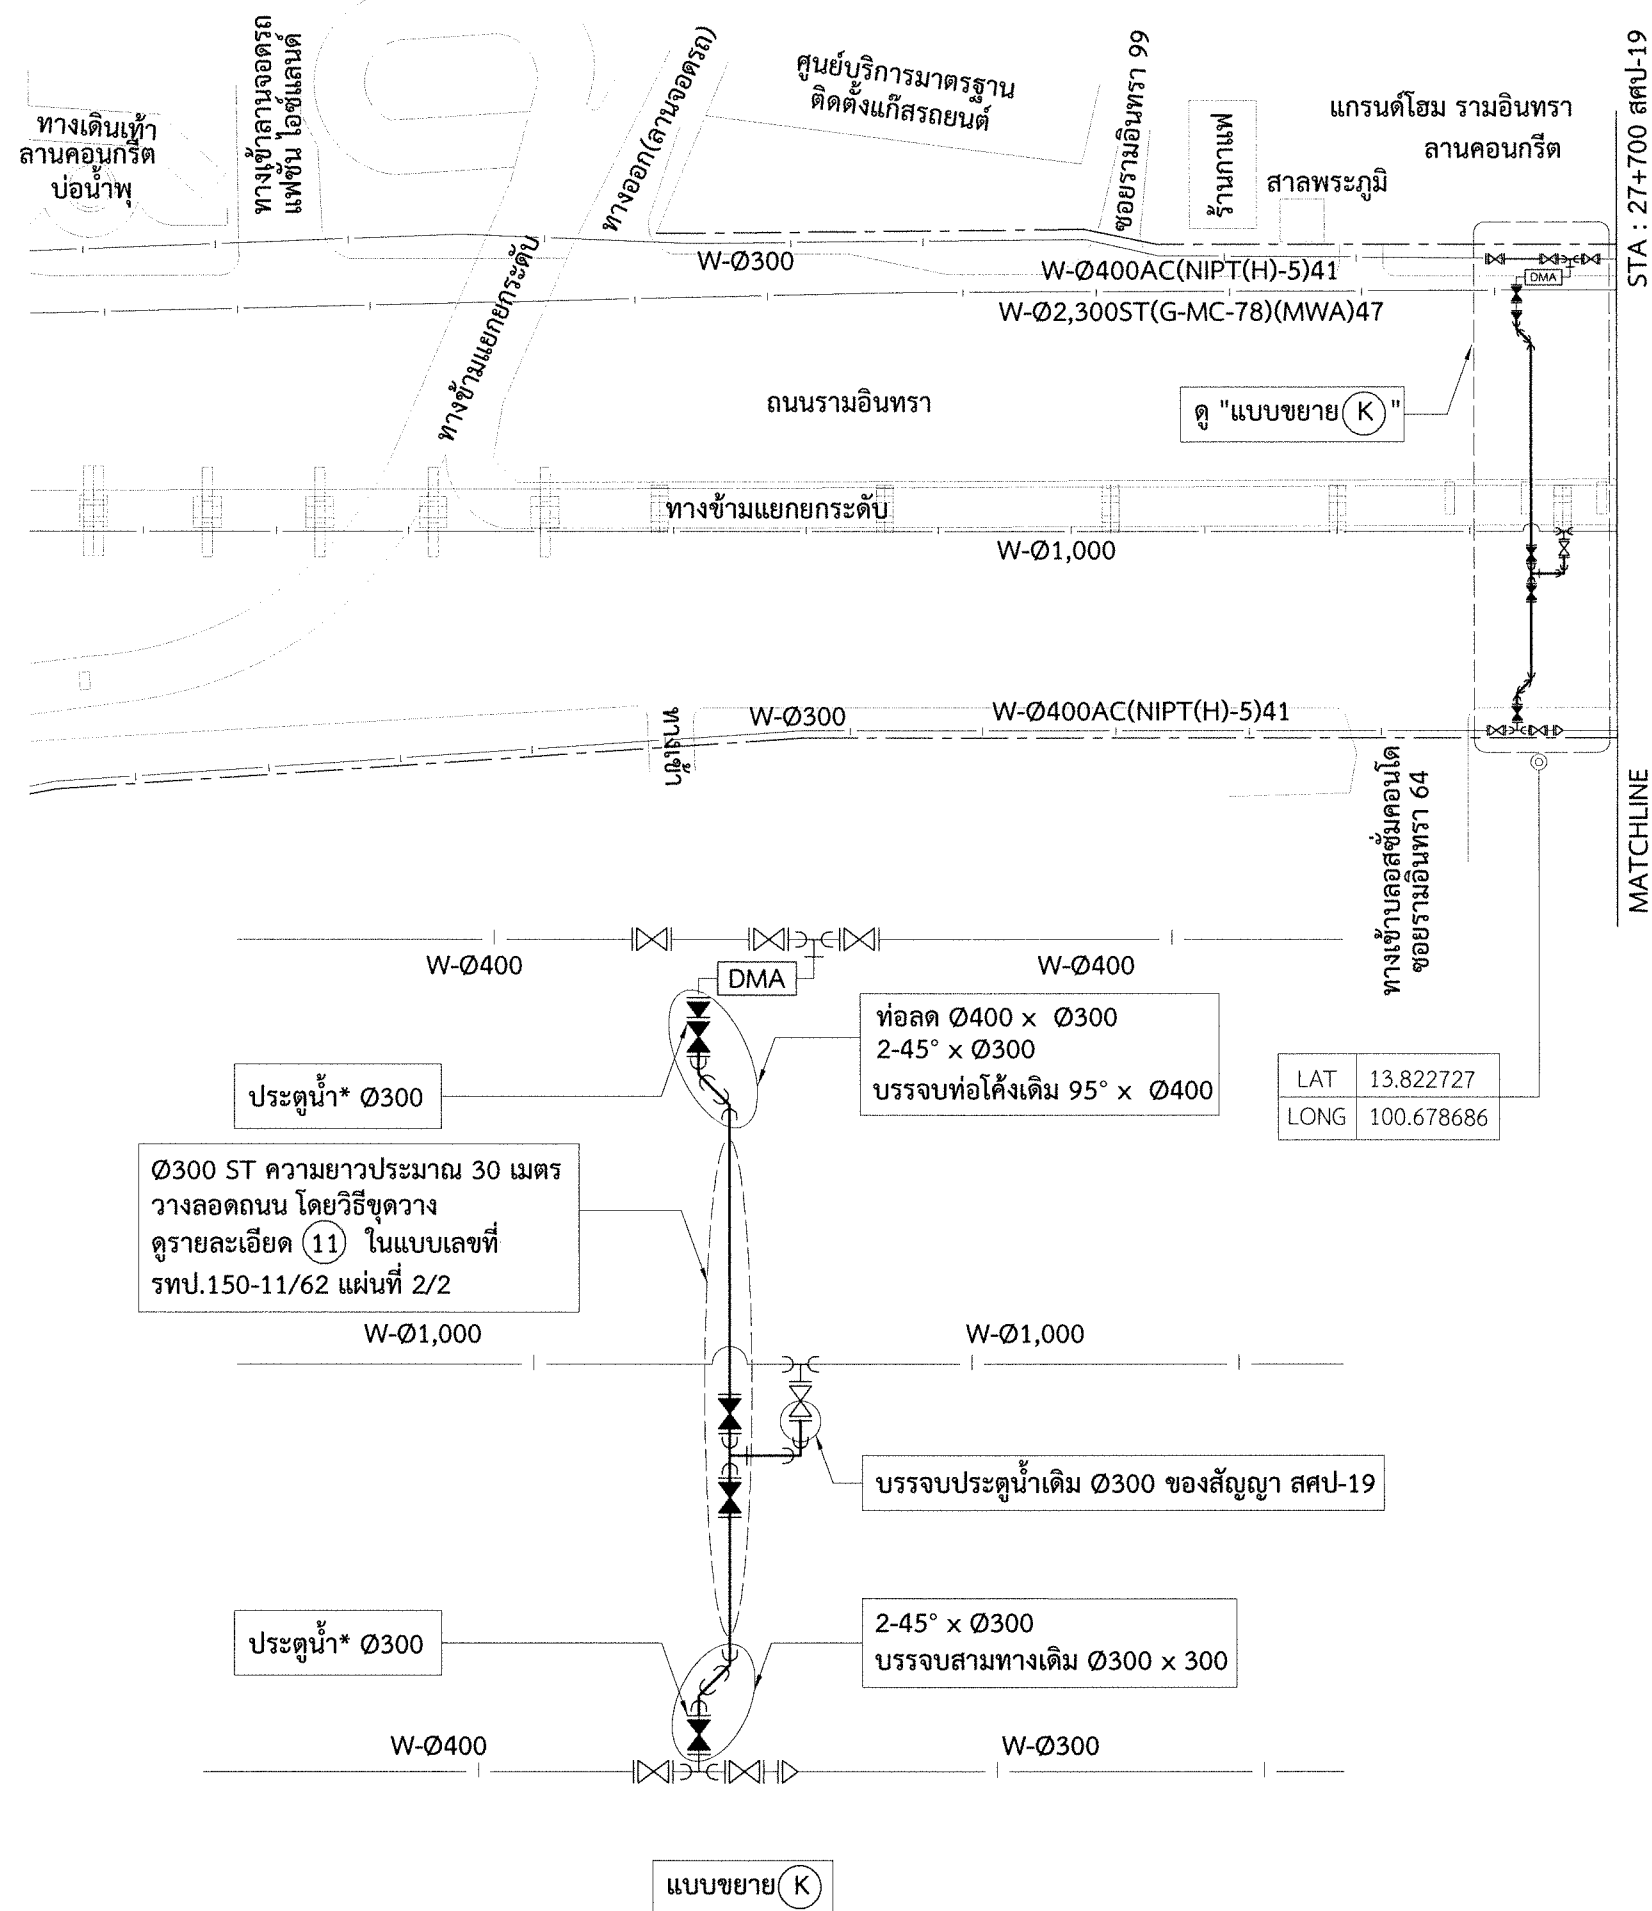 ทางเดินเท้า
ลานคอนกรีต
บ่อน้ำพุ
ทางเข้าลานจอดรถ
แฟชั่น ไอซ์แลนด์
ทางออก(ลานจอดรถ)
ศูนย์บริการมาตรฐาน
ติดตั้งแก๊สรถยนต์
ซอยรามอินทรา 99
ร้านกาแฟ
สาลพระภูมิ
แกรนด์โฮม รามอินทรา
ลานคอนกรีต
STA : 27+700 สศป-19
W-Ø300
W-Ø400AC(NIPT(H)-5)41
DMA
W-Ø2,300ST(G-MC-78)(MWA)47
ทางข้ามแยกยกระดับ
ถนนรามอินทรา
ดู "แบบขยาย K "
ทางข้ามแยกยกระดับ
W-Ø1,000
W-Ø300
W-Ø400AC(NIPT(H)-5)41
ทางเข้า
ทางเข้าบลอสซั่มคอนโด
ซอยรามอินทรา 64
MATCHLINE
W-Ø400
W-Ø400
DMA
ท่อลด Ø400 x Ø300
2-45° x Ø300
บรรจบท่อโค้งเดิม 95° x Ø400
ประตูน้ำ* Ø300
LAT 13.822727
LONG 100.678686
Ø300 ST ความยาวประมาณ 30 เมตร
วางลอดถนน โดยวิธีขุดวาง
ดูรายละเอียด 11 ในแบบเลขที่
รทป.150-11/62 แผ่นที่ 2/2
W-Ø1,000
W-Ø1,000
บรรจบประตูน้ำเดิม Ø300 ของสัญญา สศป-19
ประตูน้ำ* Ø300
2-45° x Ø300
บรรจบสามทางเดิม Ø300 x 300
W-Ø400
W-Ø300
แบบขยาย K